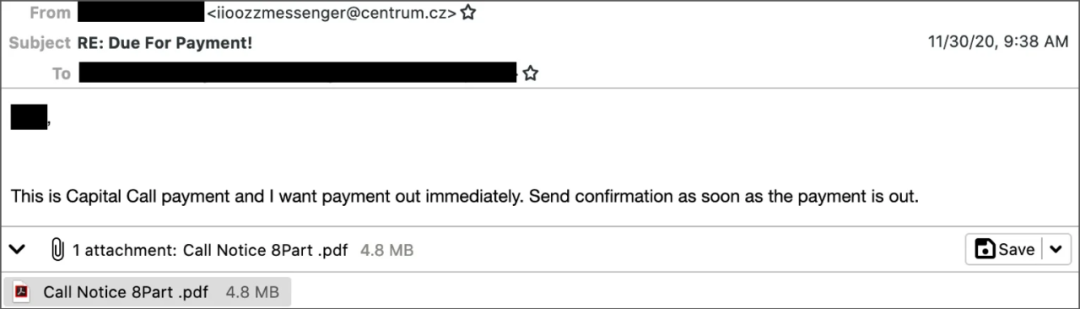 From <iioozzmessenger@centrum.cz>
Subject RE: Due For Payment! 11/30/20, 9:38 AM
To
,
This is Capital Call payment and I want payment out immediately. Send confirmation as soon as the payment is out.
1 attachment: Call Notice 8Part .pdf 4.8 MB Save
Call Notice 8Part .pdf 4.8 MB